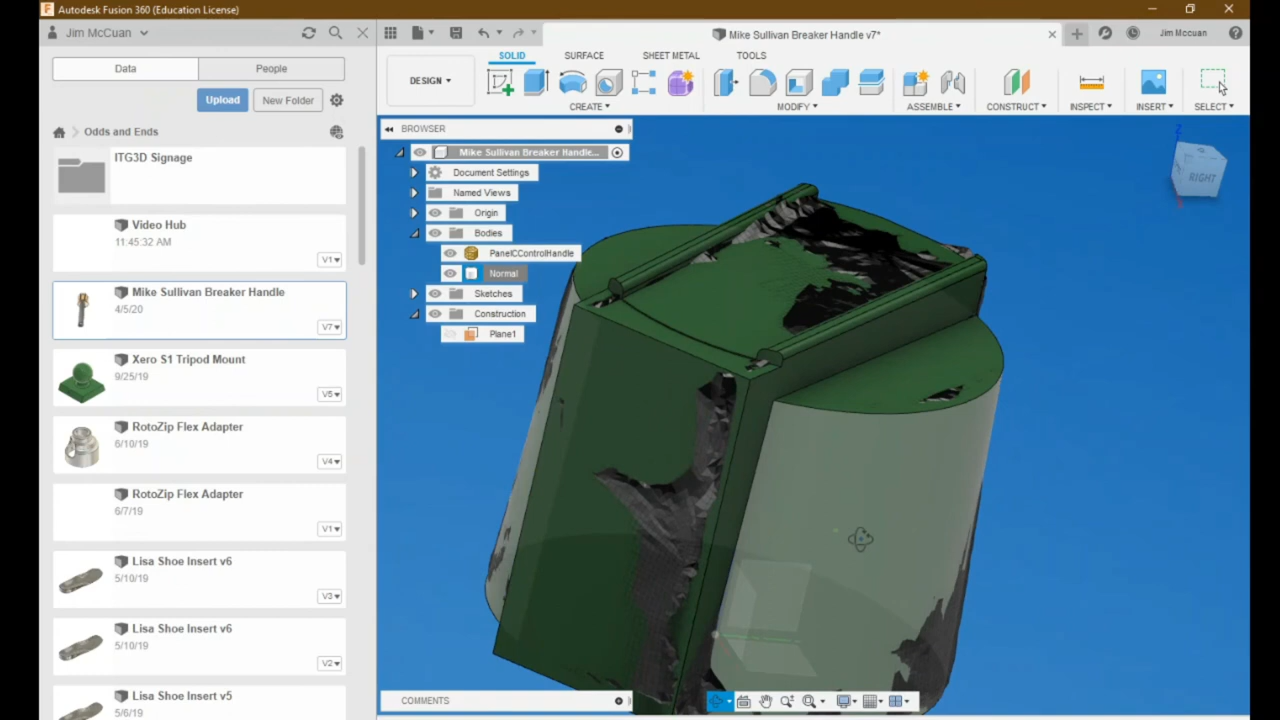 Autodesk Fusion 360 (Education License)
Jim McCuan
Mike Sullivan Breaker Handle v7*
Jim Mccuan
Data
People
Upload
New Folder
Odds and Ends
ITG3D Signage
Video Hub
11:45:32 AM
V1
Mike Sullivan Breaker Handle
4/5/20
V7
Xero S1 Tripod Mount
9/25/19
V5
RotoZip Flex Adapter
6/10/19
V4
RotoZip Flex Adapter
6/7/19
V1
Lisa Shoe Insert v6
5/10/19
V3
Lisa Shoe Insert v6
5/10/19
V2
Lisa Shoe Insert v5
5/6/19
DESIGN
SOLID
SURFACE
SHEET METAL
TOOLS
CREATE
MODIFY
ASSEMBLE
CONSTRUCT
INSPECT
INSERT
SELECT
BROWSER
Mike Sullivan Breaker Handle...
Document Settings
Named Views
Origin
Bodies
PanelCControlHandle
Normal
Sketches
Construction
Plane1
Z
RIGHT
COMMENTS